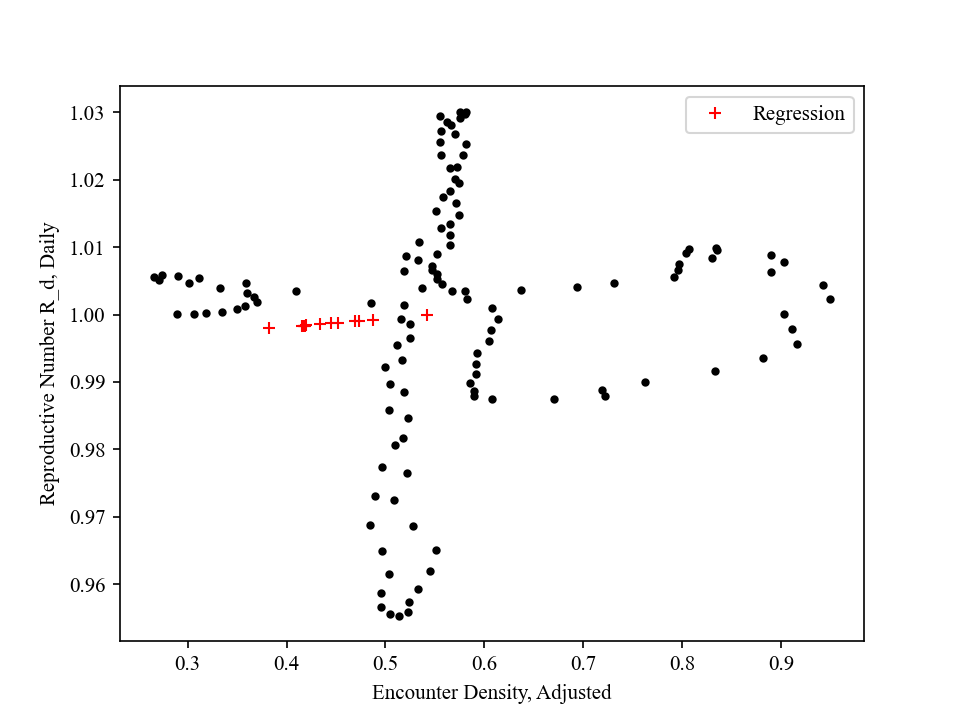 Regression
1.03
1.02
1.01
1.00
0.99
0.98
0.97
0.96
Reproductive Number R_d, Daily
0.3 0.4 0.5 0.6 0.7 0.8 0.9
Encounter Density, Adjusted